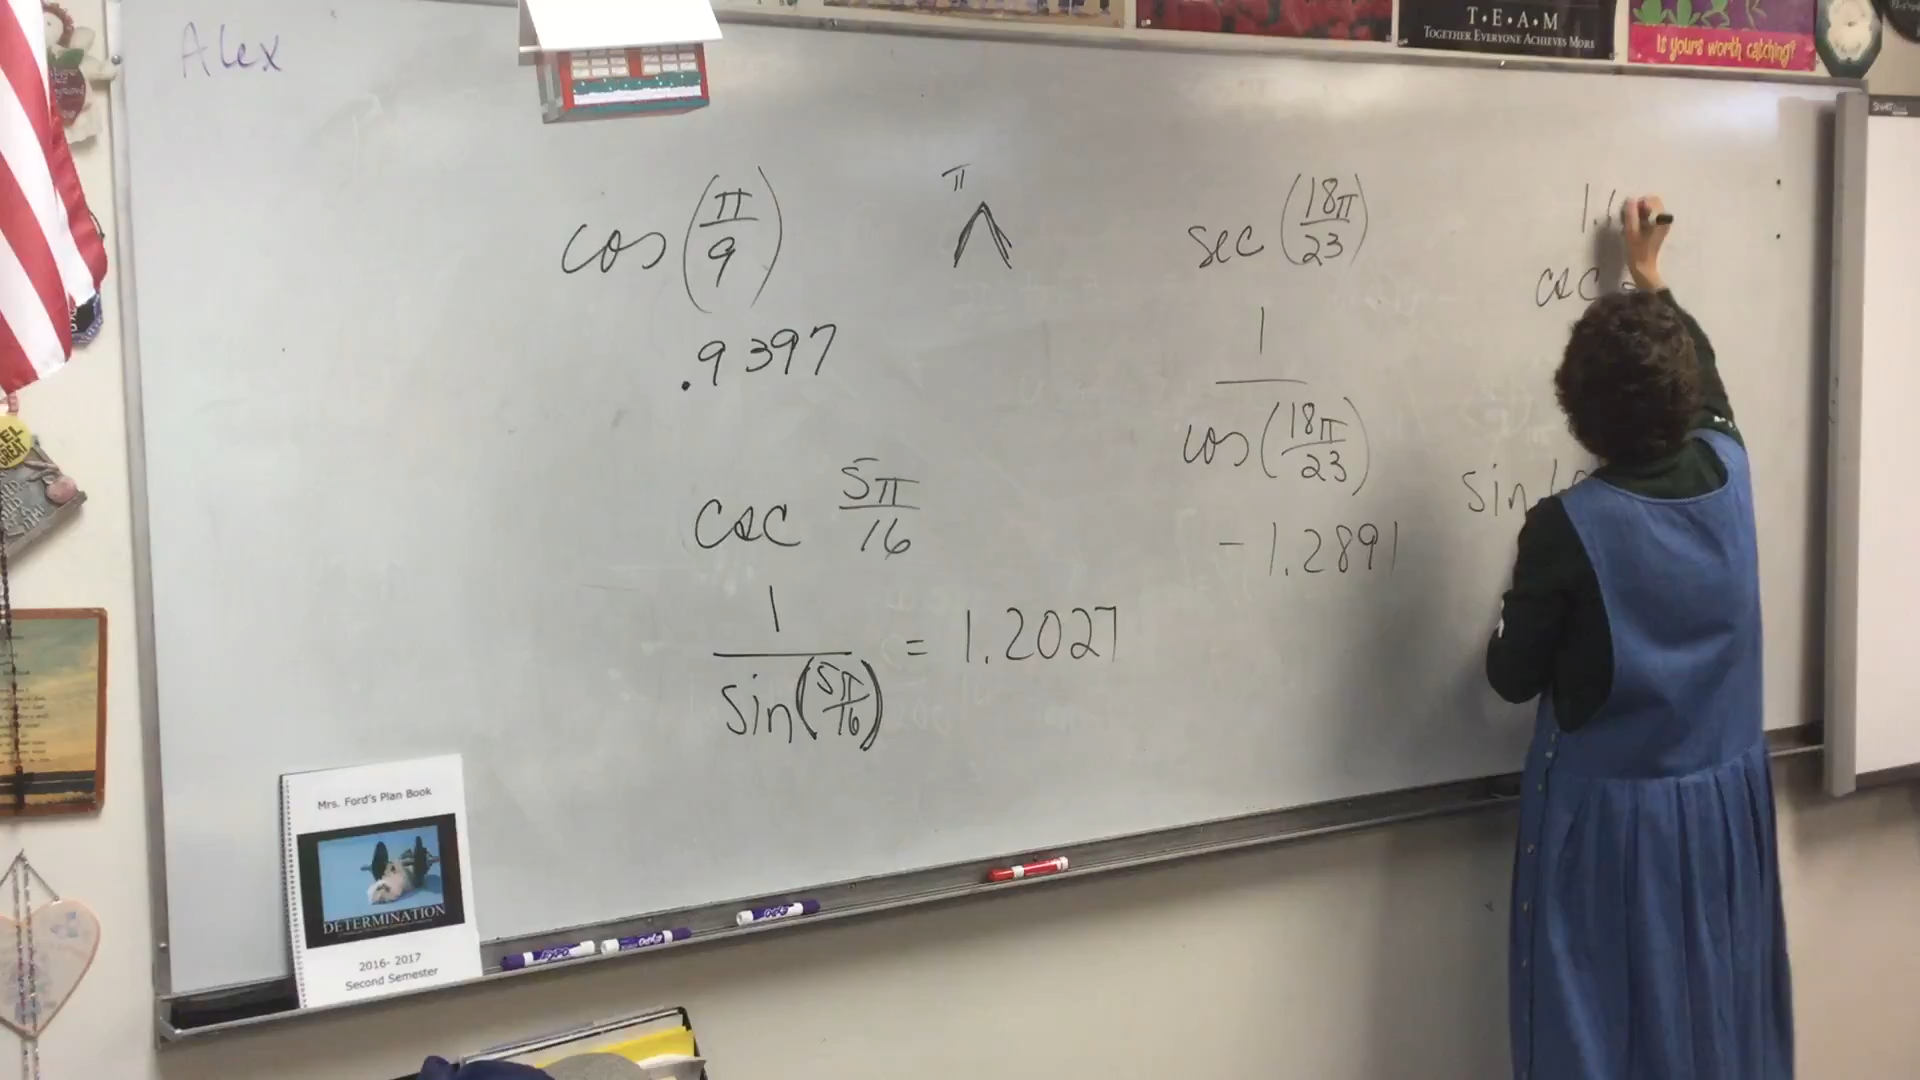 Alex
T•E•A•M
TOGETHER EVERYONE ACHIEVES MORE
Is yours worth catching?
cos(π/9)
.9397
π
^
csc 5π/16
1/sin(5π/16) = 1.2027
sec(18π/23)
1/cos(18π/23)
-1.2891
csc
sin
GREAT
Mrs. Ford's Plan Book
DETERMINATION
2016- 2017
Second Semester
EXPO